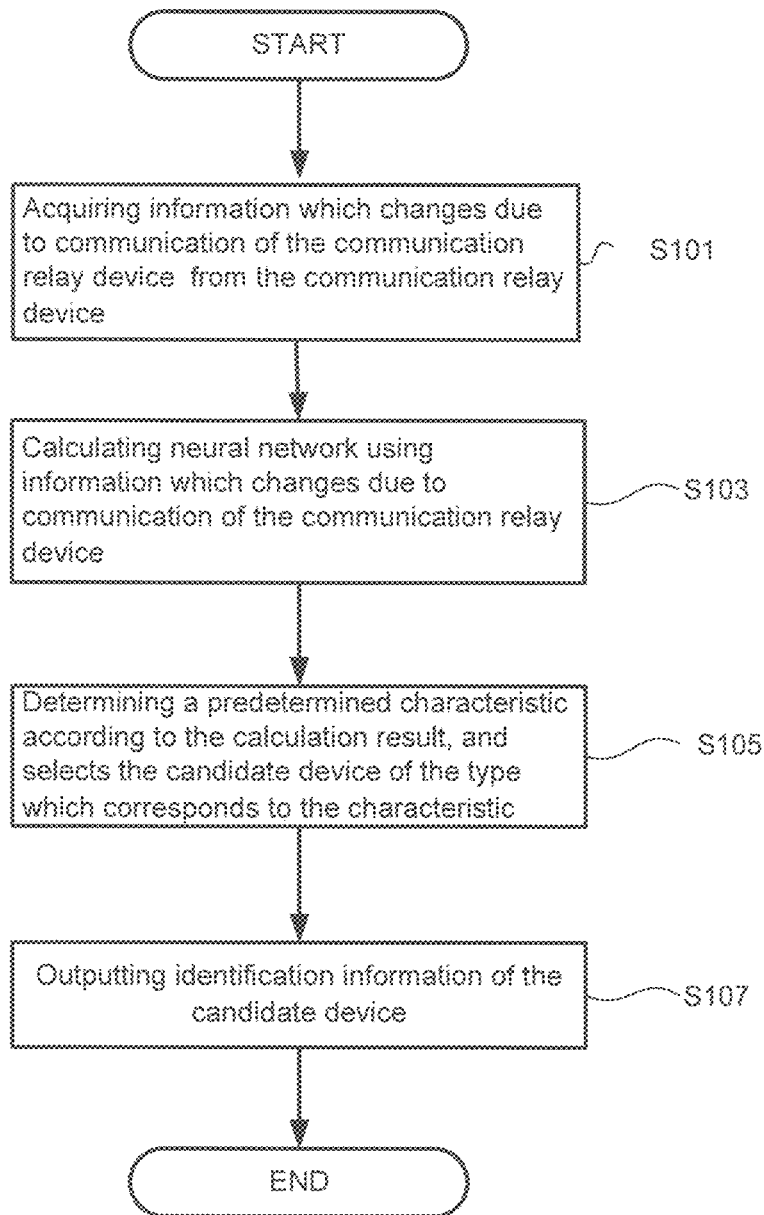 START
Acquiring information which changes due
to communication of the communication
relay device from the communication relay
device
S101
Calculating neural network using
information which changes due to
communication of the communication relay
device
S103
Determining a predetermined characteristic
according to the calculation result, and
selects the candidate device of the type
which corresponds to the characteristic
S105
Outputting identification information of the
candidate device
S107
END